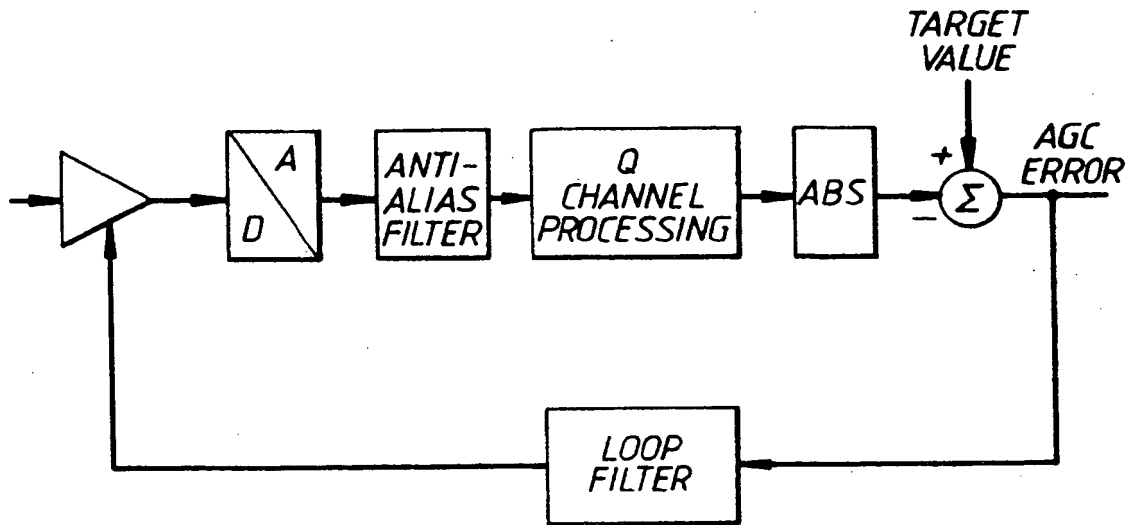 TARGET
VALUE
A
D
ANTI-
ALIAS
FILTER
Q
CHANNEL
PROCESSING
ABS
+
−
Σ
AGC
ERROR
LOOP
FILTER